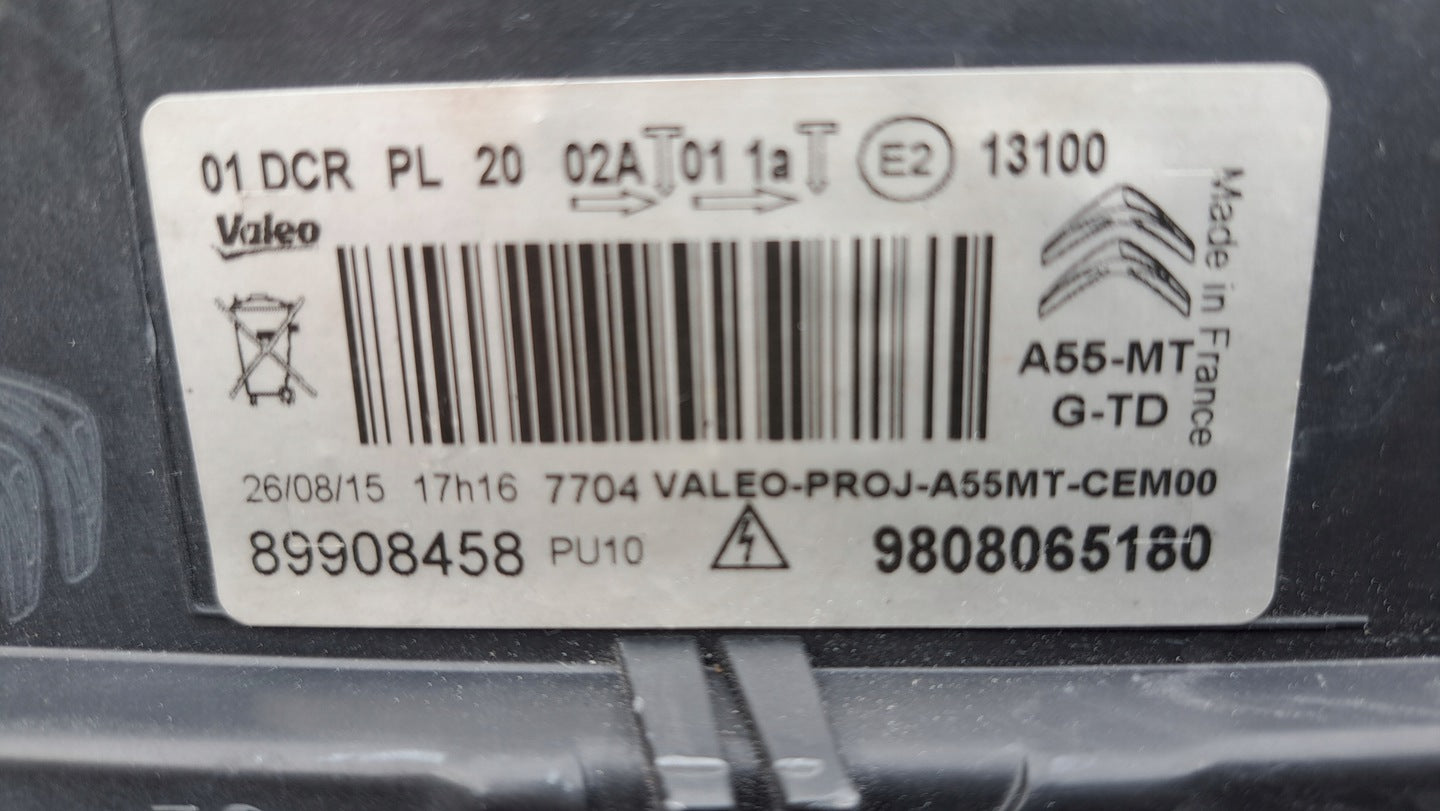 01 DCR PL 20 02A 01 1a E2 13100
Valeo
Made in France
A55-MT
G-TD
26/08/15 17h16 7704 VALEO-PROJ-A55MT-CEM00
89908458 PU10 9808065180